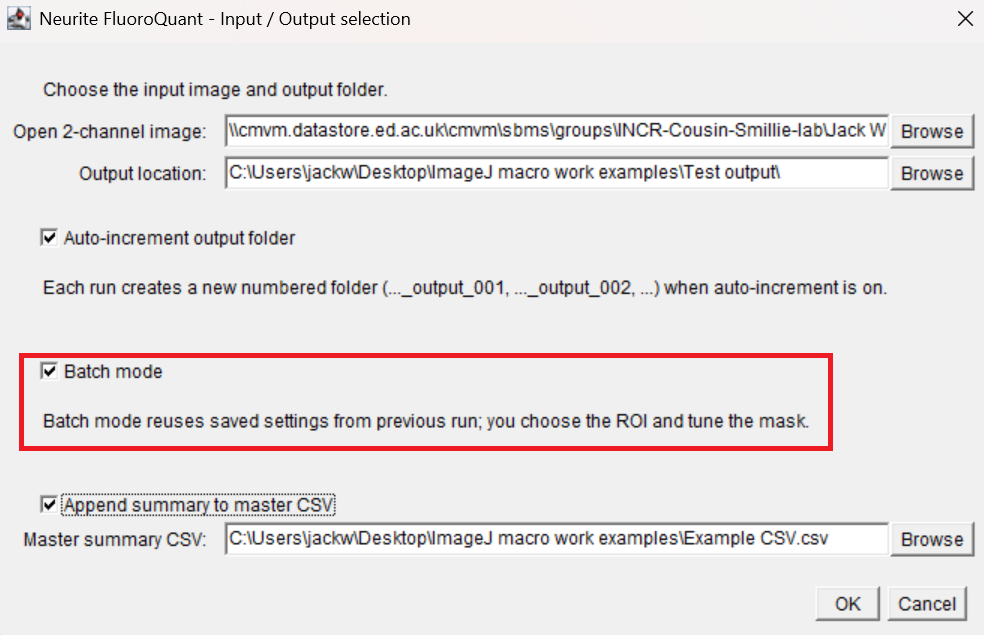 Neurite FluoroQuant - Input / Output selection
Choose the input image and output folder.
Open 2-channel image: \\cmvm.datastore.ed.ac.uk\cmvm\sbms\groups\INCR-Cousin-Smillie-lab\Jack W Browse
Output location: C:\Users\jackw\Desktop\ImageJ macro work examples\Test output\ Browse
Auto-increment output folder
Each run creates a new numbered folder (..._output_001, ..._output_002, ...) when auto-increment is on.
Batch mode
Batch mode reuses saved settings from previous run; you choose the ROI and tune the mask.
Append summary to master CSV
Master summary CSV: C:\Users\jackw\Desktop\ImageJ macro work examples\Example CSV.csv Browse
OK Cancel